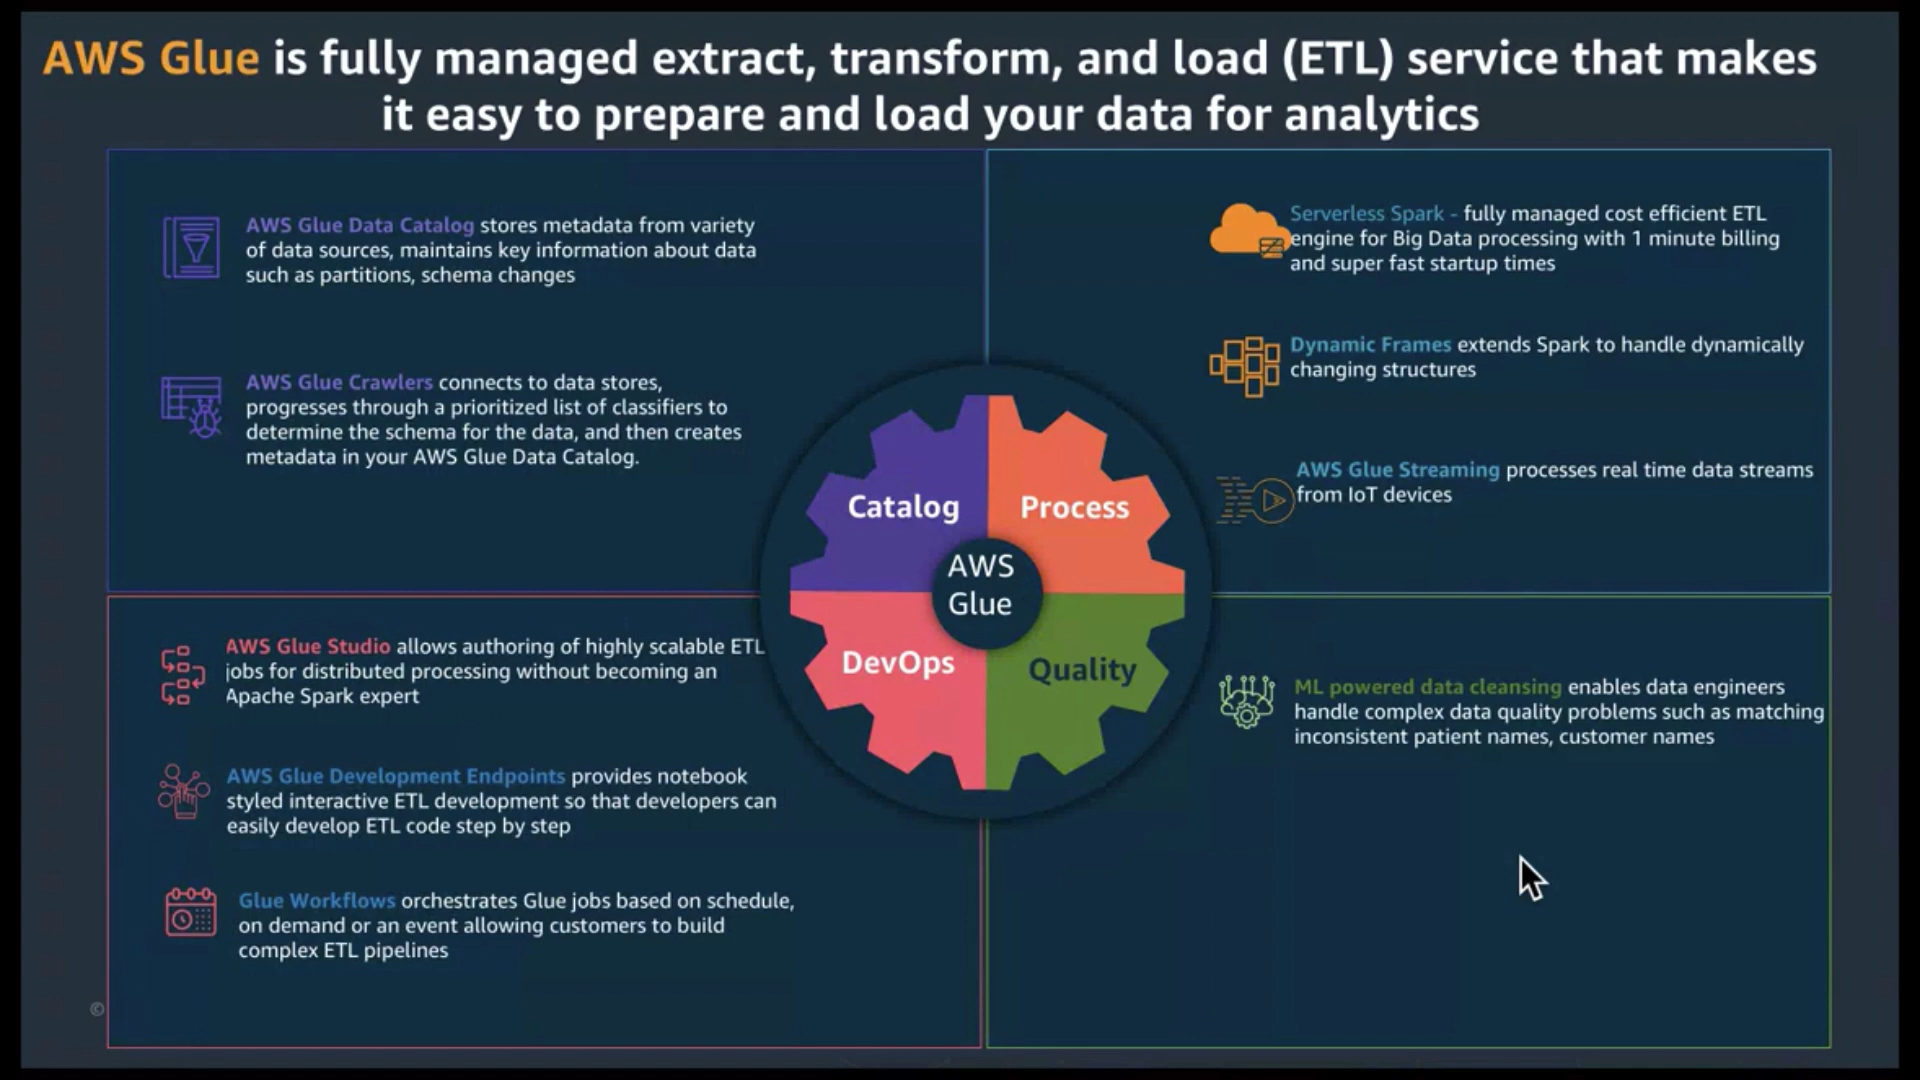 AWS Glue is fully managed extract, transform, and load (ETL) service that makes
it easy to prepare and load your data for analytics
AWS Glue Data Catalog stores metadata from variety
of data sources, maintains key information about data
such as partitions, schema changes
AWS Glue Crawlers connects to data stores,
progresses through a prioritized list of classifiers to
determine the schema for the data, and then creates
metadata in your AWS Glue Data Catalog.
Serverless Spark - fully managed cost efficient ETL
engine for Big Data processing with 1 minute billing
and super fast startup times
Dynamic Frames extends Spark to handle dynamically
changing structures
AWS Glue Streaming processes real time data streams
from IoT devices
Catalog
Process
AWS
Glue
DevOps
Quality
AWS Glue Studio allows authoring of highly scalable ETL
jobs for distributed processing without becoming an
Apache Spark expert
AWS Glue Development Endpoints provides notebook
styled interactive ETL development so that developers can
easily develop ETL code step by step
Glue Workflows orchestrates Glue jobs based on schedule,
on demand or an event allowing customers to build
complex ETL pipelines
ML powered data cleansing enables data engineers
handle complex data quality problems such as matching
inconsistent patient names, customer names
©